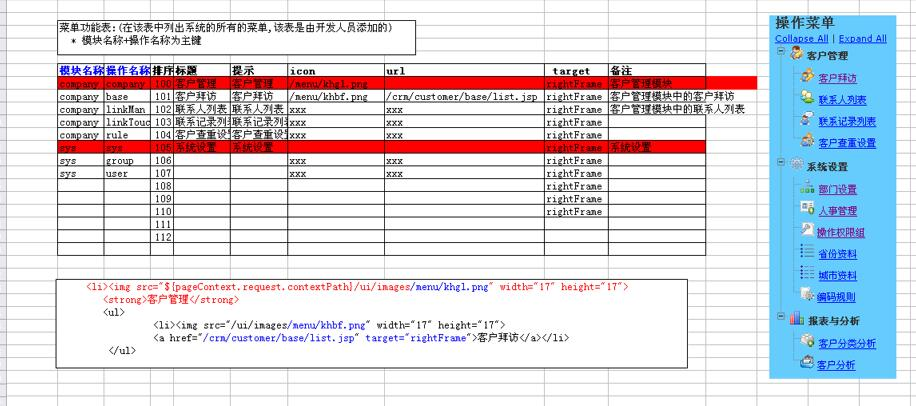 菜单功能表:(在该表中列出系统的所有的菜单,该表是由开发人员添加的)
* 模块名称+操作名称为主键
模块名称 操作名称 排序 标题 提示 icon url target 备注
company company 100 客户管理 客户管理 /menu/khgl.png rightFrame 客户管理模块
company base 101 客户拜访 客户拜访 /menu/khbf.png /crm/customer/base/list.jsp rightFrame 客户管理模块中的客户拜访
company linkMan 102 联系人列表 联系人列表 xxx xxx rightFrame 客户管理模块中的联系人列表
company linkTouc 103 联系记录列 联系记录列表 xxx xxx rightFrame
company rule 104 客户查重设 客户查重设置 xxx xxx rightFrame
sys sys 105 系统设置 系统设置 rightFrame 系统设置
sys group 106 xxx xxx rightFrame
sys user 107 xxx xxx rightFrame
108 rightFrame
109 rightFrame
110 rightFrame
111
112
<li><img src="${pageContext.request.contextPath}/ui/images/menu/khgl.png" width="17" height="17">
<strong>客户管理</strong>
<ul>
<li><img src="/ui/images/menu/khbf.png" width="17" height="17">
<a href="/crm/customer/base/list.jsp" target="rightFrame">客户拜访</a></li>
</ul>
操作菜单
Collapse All | Expand All
客户管理
客户拜访
联系人列表
联系记录列表
客户查重设置
系统设置
部门设置
人事管理
操作权限组
省份资料
城市资料
编码规则
报表与分析
客户分类分析
客户分析